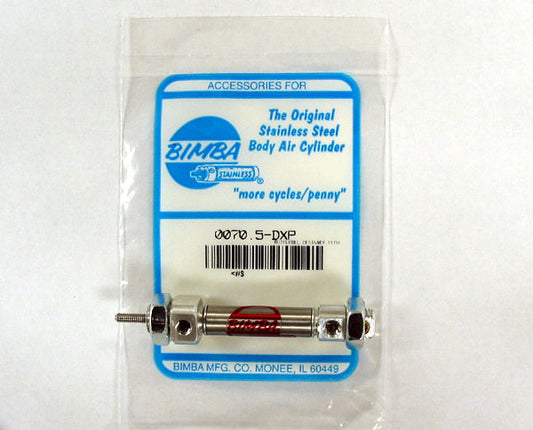 ACCESSORIES FOR
The Original
Stainless Steel
Body Air Cylinder
BIMBA
STAINLESS
®
"more cycles/penny"
0070.5-DXP
<#$
BIMBA
BIMBA MFG. CO. MONEE, IL 60449